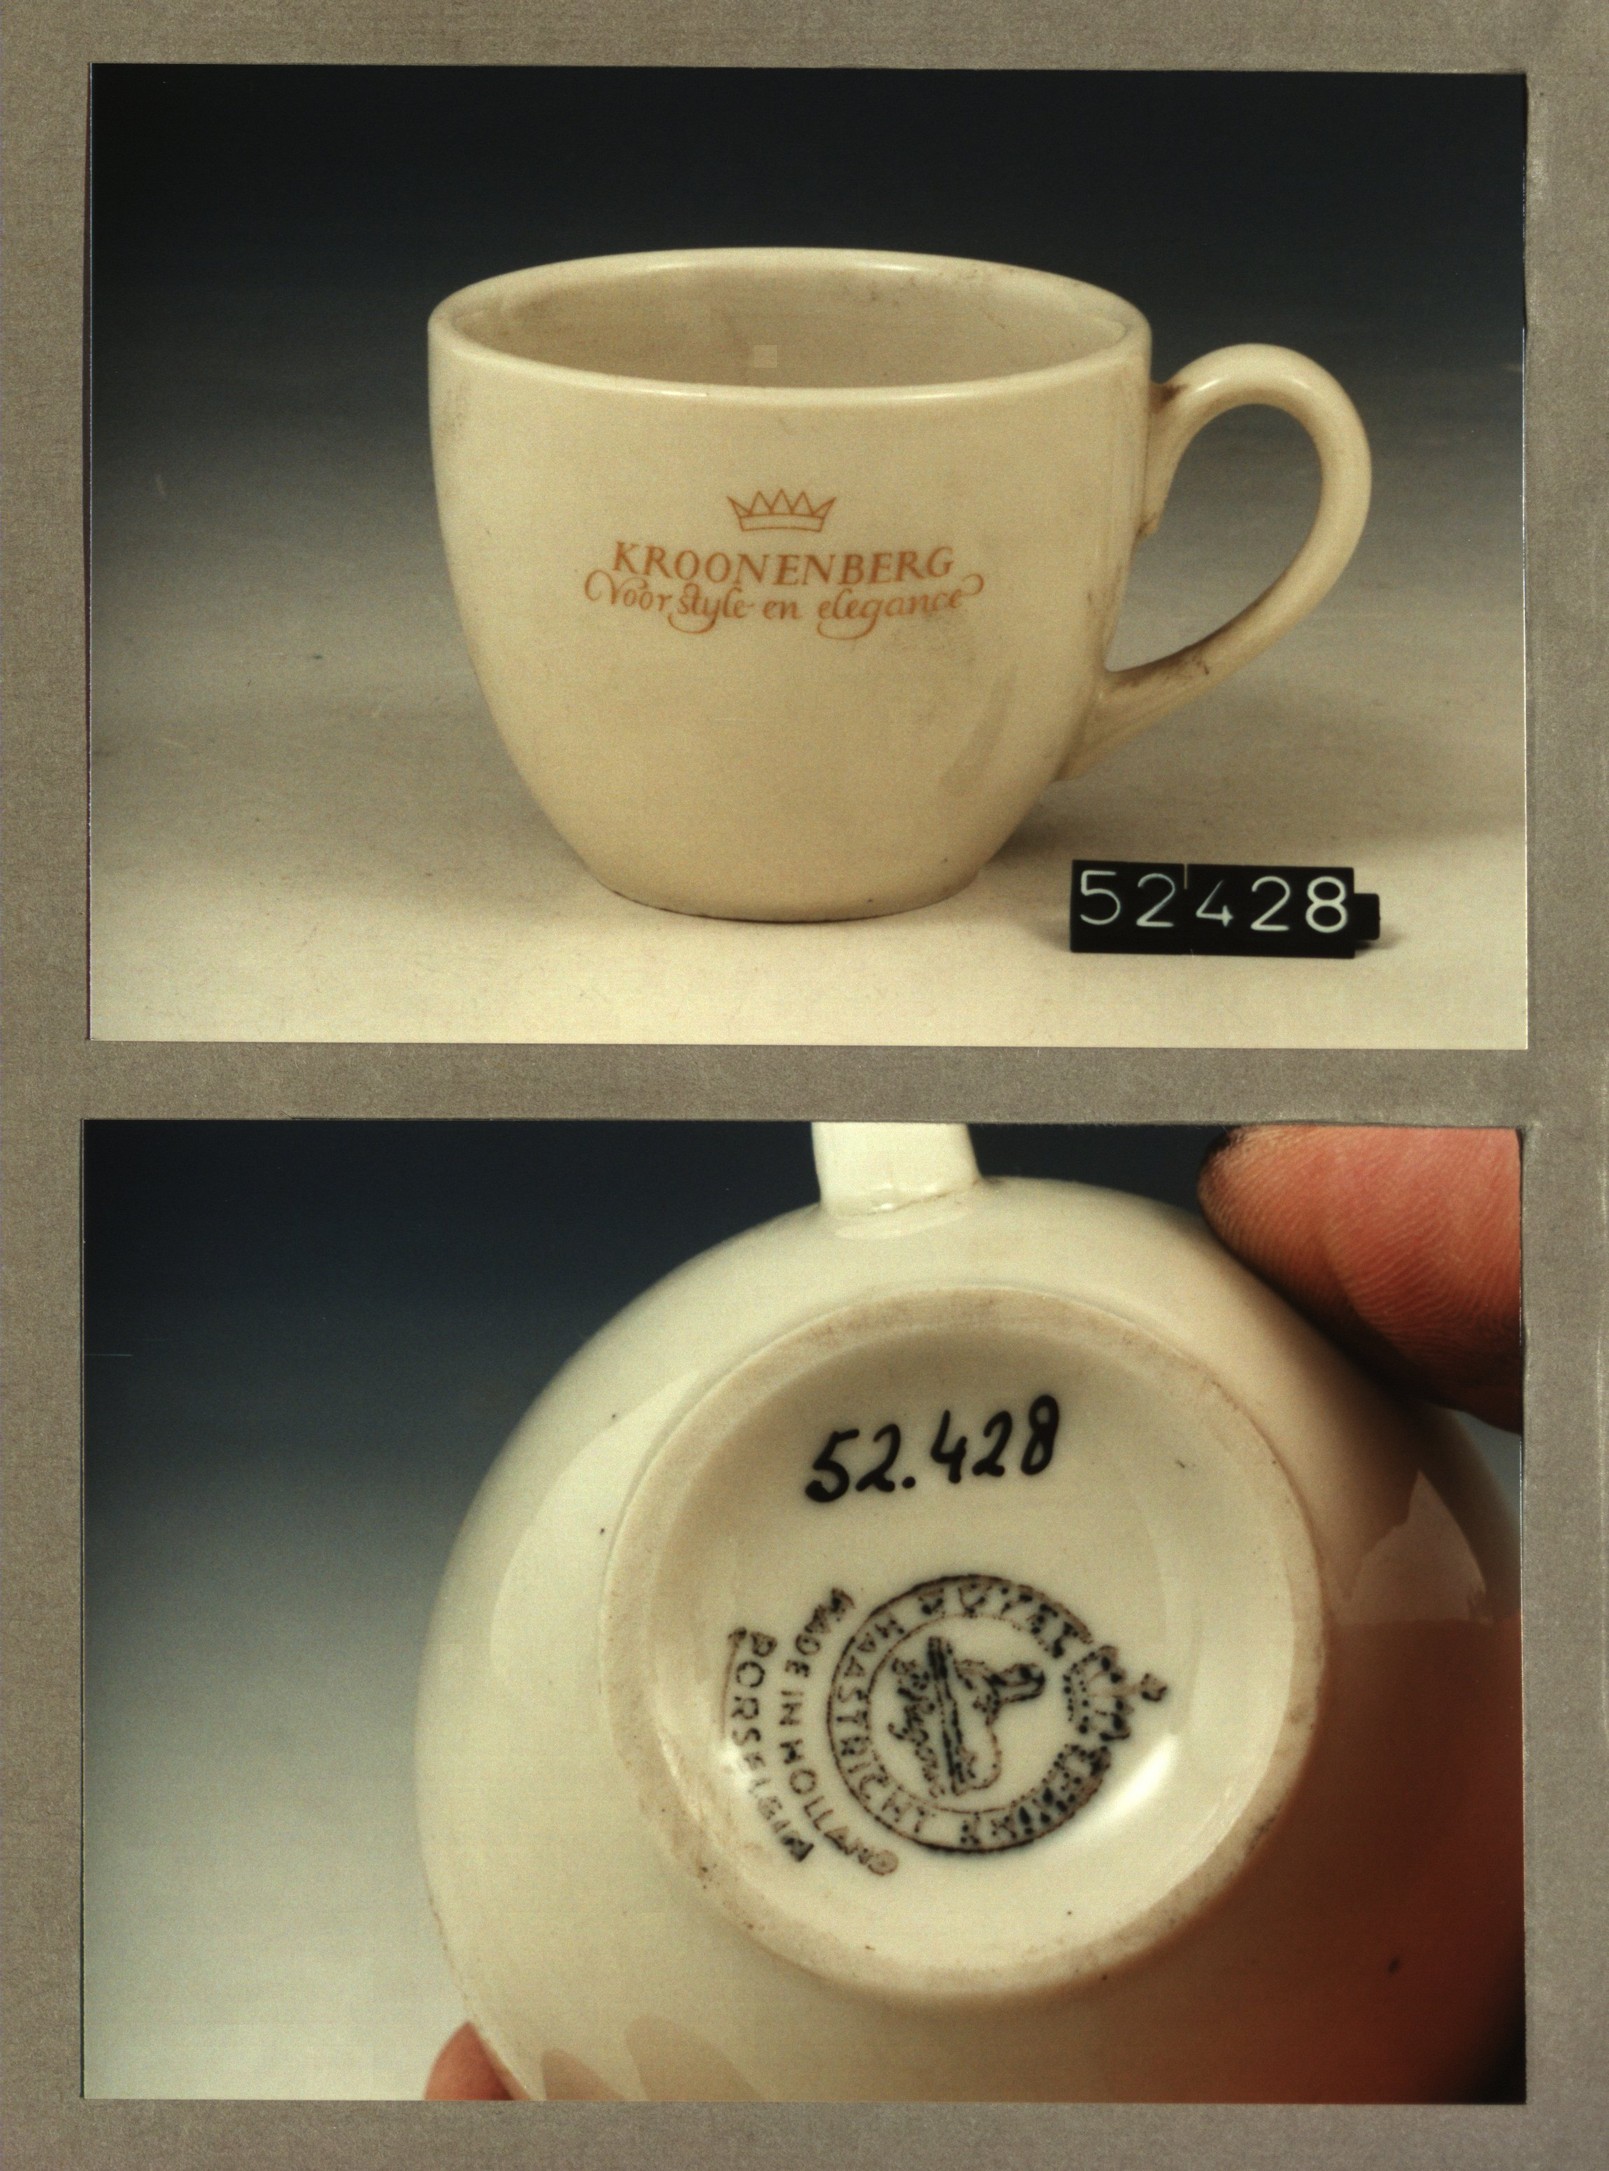 KROONENBERG
Voor style en elegance
52428
52.428
MAASTRICHT
MADE IN HOLLAND
PORSELEIN